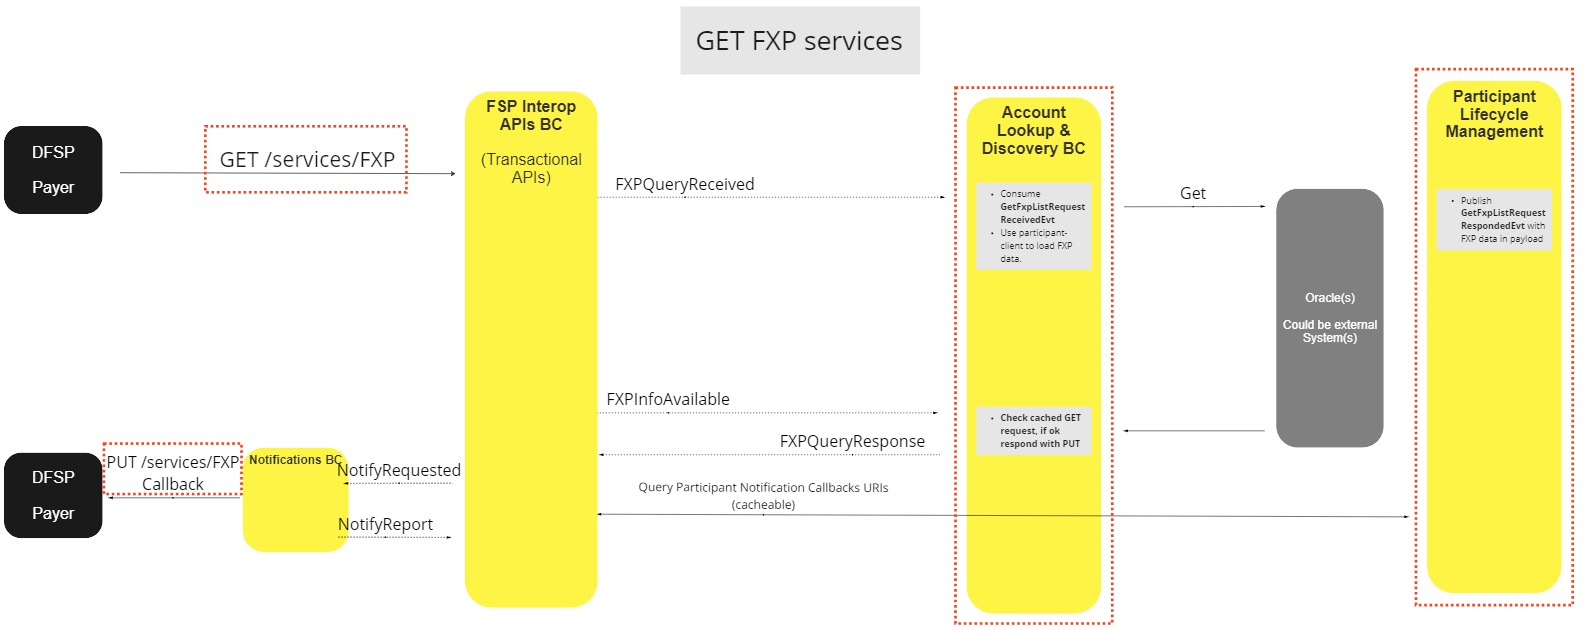 GET FXP services
DFSP
Payer
GET /services/FXP
FSP Interop
APIs BC
(Transactional
APIs)
FXPQueryReceived
Account
Lookup &
Discovery BC
• Consume
GetFxpListRequest
ReceivedEvt
• Use participant-
client to load FXP
data.
Get
Oracle(s)
Could be external
System(s)
Participant
Lifecycle
Management
• Publish
GetFxpListRequest
RespondedEvt with
FXP data in payload
FXPInfoAvailable
• Check cached GET
request, if ok
respond with PUT
FXPQueryResponse
DFSP
Payer
PUT /services/FXP
Callback
Notifications BC
NotifyRequested
NotifyReport
Query Participant Notification Callbacks URIs
(cacheable)